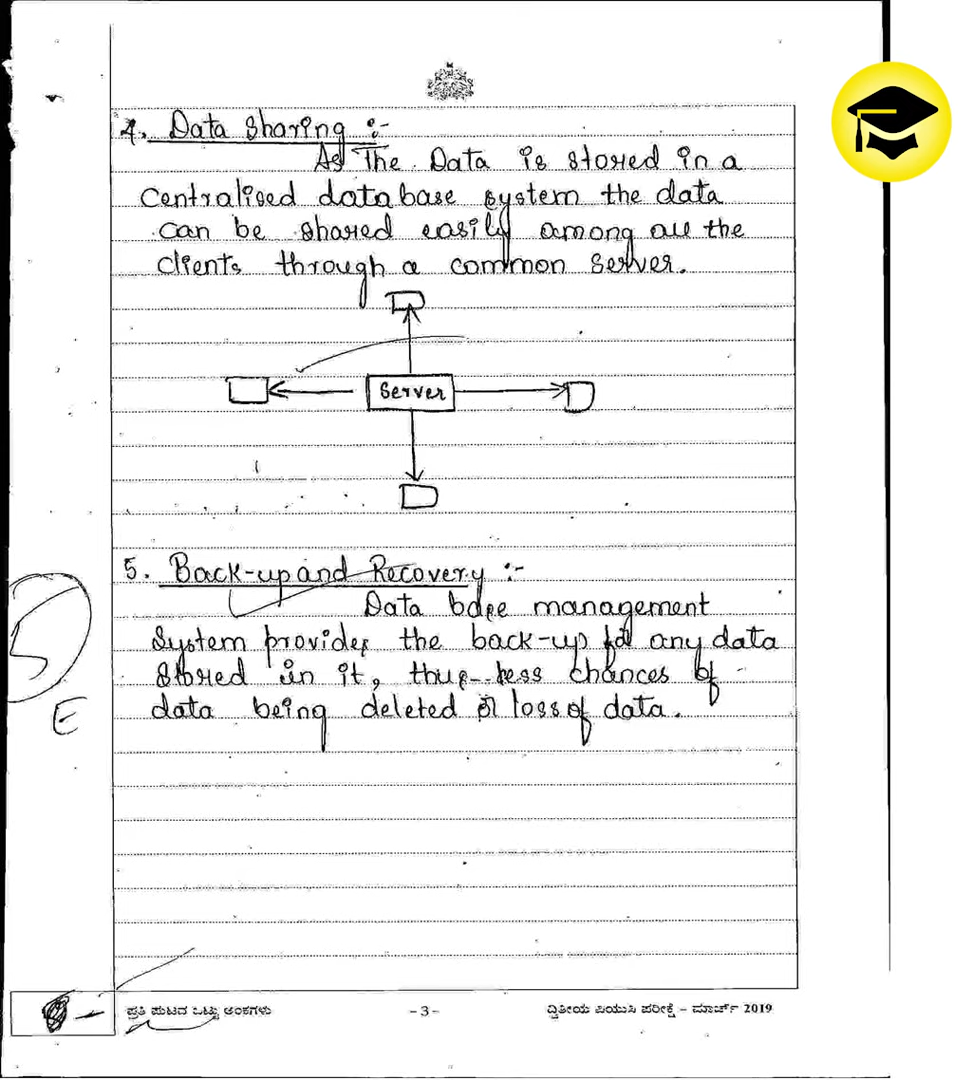 4. Data Sharing :-
As The Data is stored in a
centralised database system the data
can be shared easily among all the
clients through a common Server.
Server
5. Back-up and Recovery :-
Data base management
System provides the back-up for any data
Stored in it, thus less chances of
data being deleted or loss of data.
5
E
ಪ್ರತಿ ಪುಟದ ಒಟ್ಟು ಅಂಕಗಳು
- 3 -
ದ್ವಿತೀಯ ಪಿಯುಸಿ ಪರೀಕ್ಷೆ - ಮಾರ್ಚ್ 2019